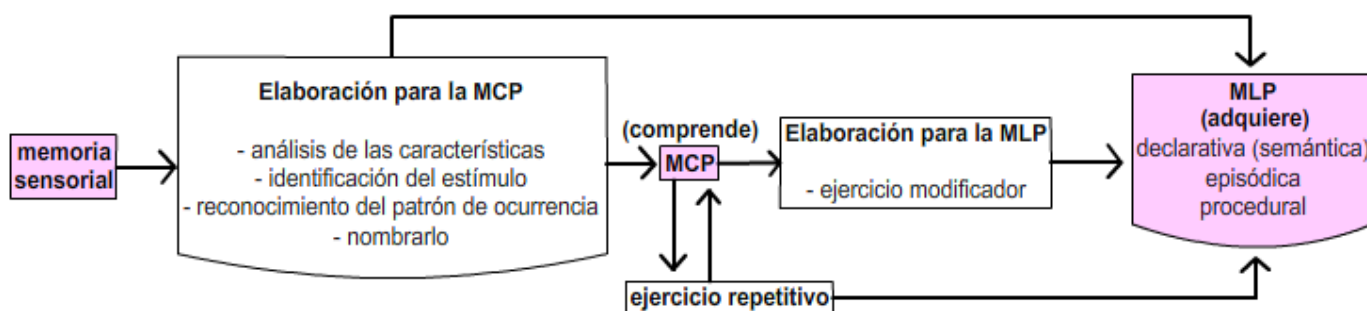 memoria
sensorial
Elaboración para la MCP
- análisis de las características
- identificación del estímulo
- reconocimiento del patrón de ocurrencia
- nombrarlo
(comprende)
MCP
ejercicio repetitivo
Elaboración para la MLP
- ejercicio modificador
MLP
(adquiere)
declarativa (semántica)
episódica
procedural